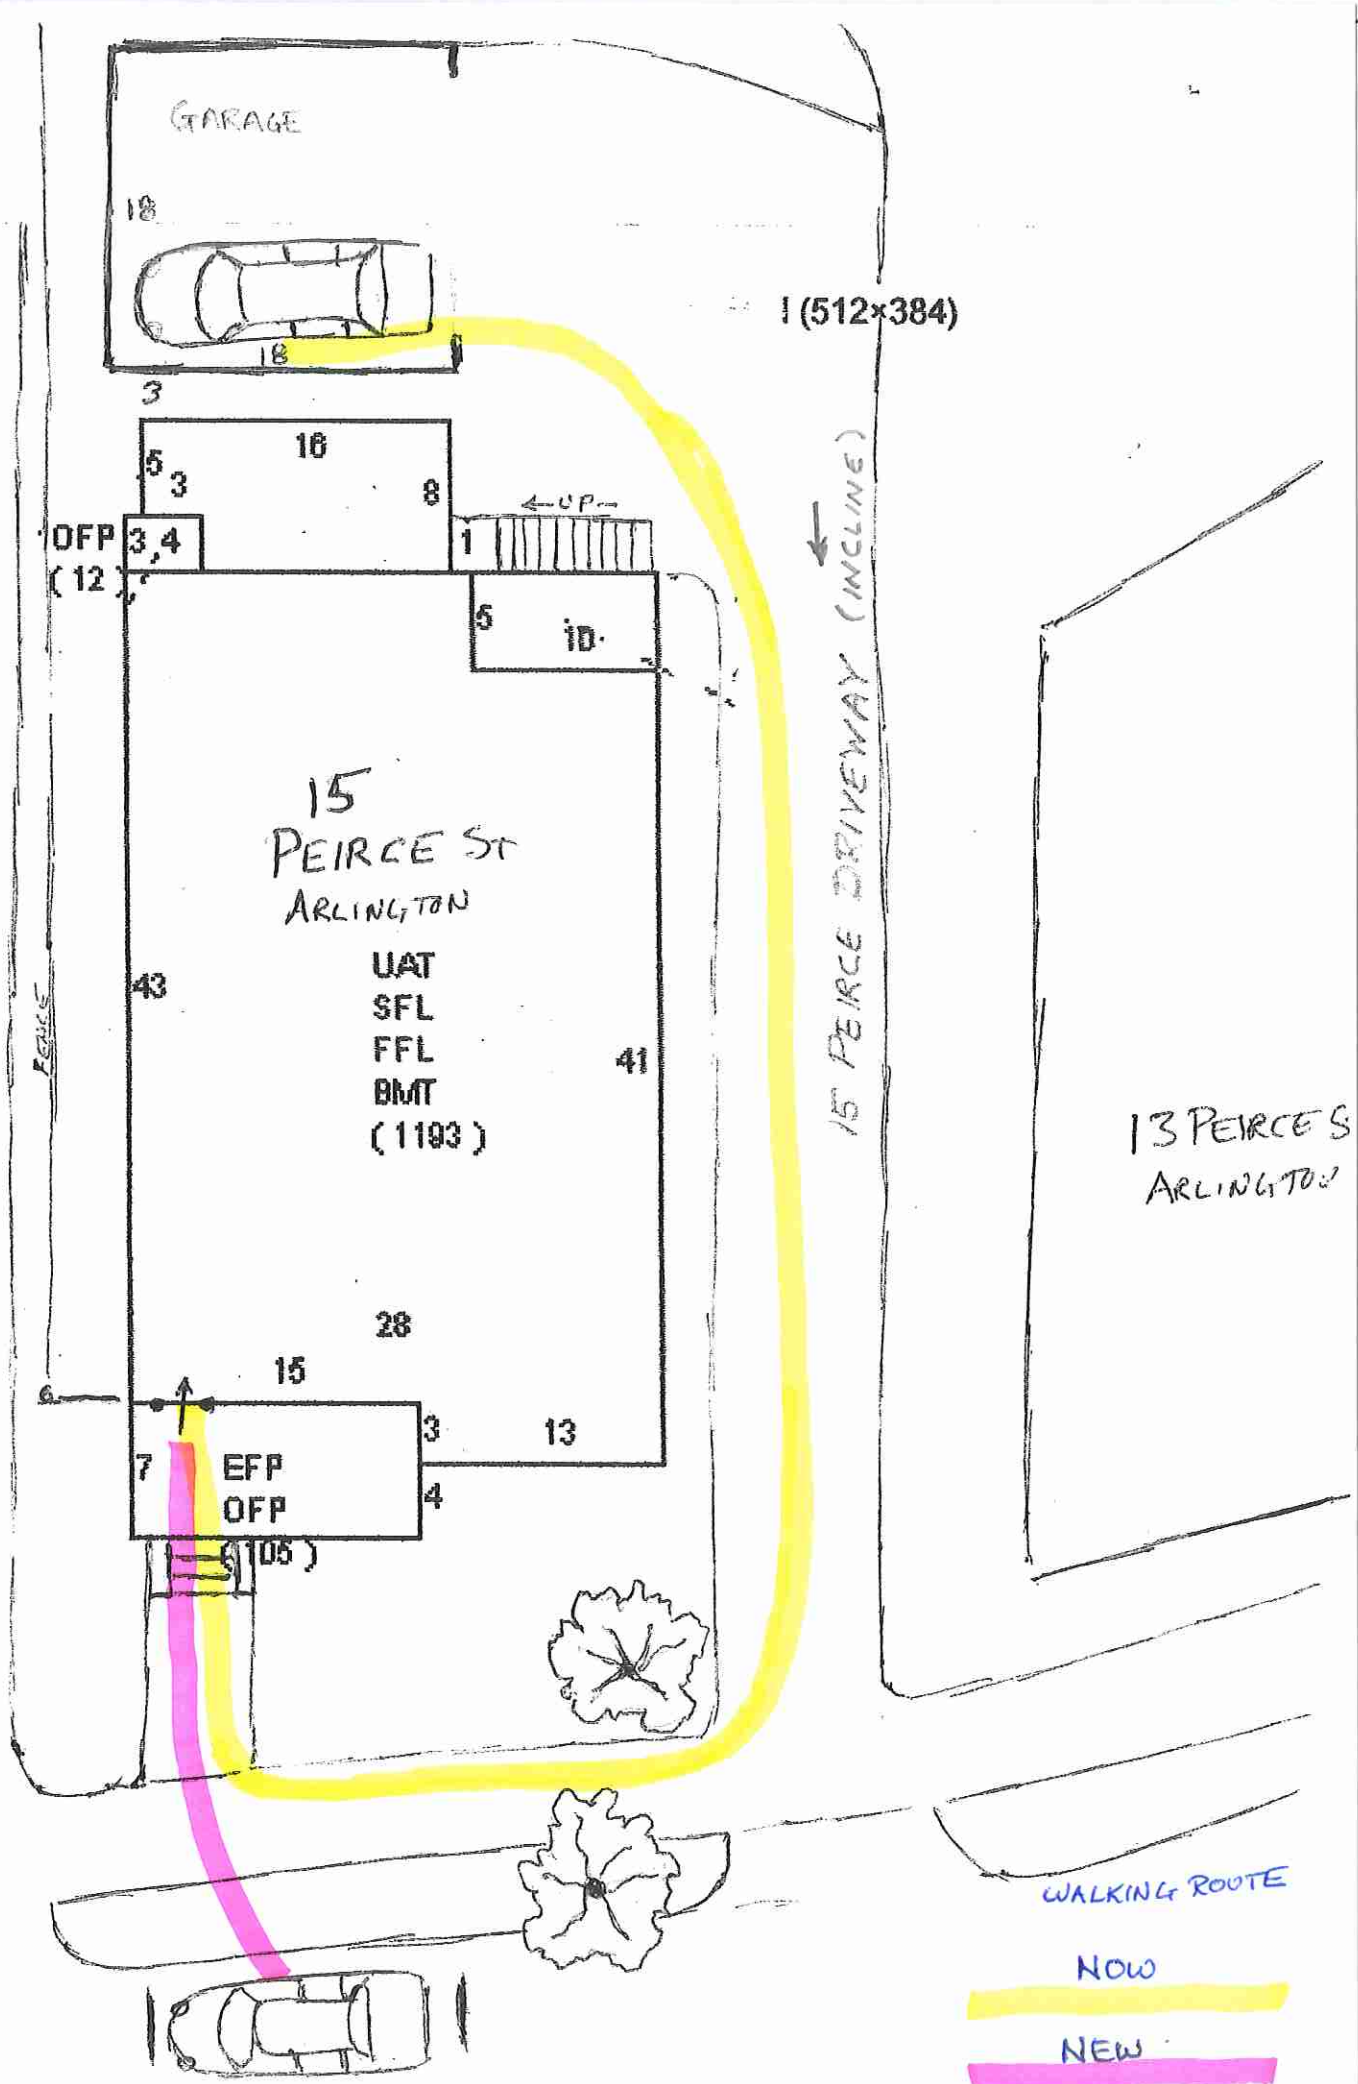 GARAGE
18
18
I (512×384)
3
16
5
3
8
←UP-
OFP
3
4
1
(12)
5
10
15 PEIRCE DRIVEWAY (INCLINE)
15
PEIRCE ST
ARLINGTON
UAT
SFL
FFL
BMT
(1193)
43
41
FENCE
13 PEIRCE S
ARLINGTON
28
15
6
3
13
7
EFP
4
OFP
(105)
WALKING ROUTE
NOW
NEW